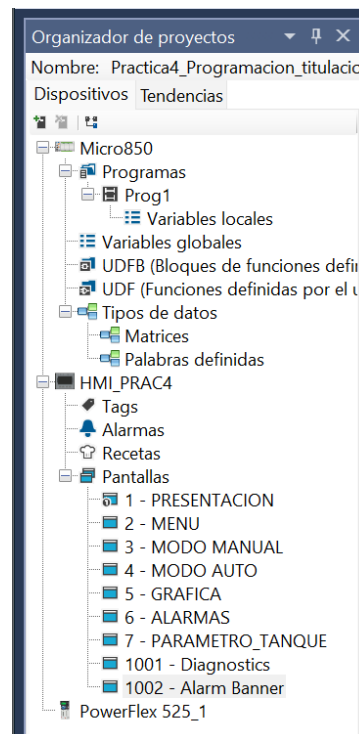 Organizador de proyectos
Nombre: Practica4_Programacion_titulacio
Dispositivos Tendencias
Micro850
Programas
Prog1
Variables locales
Variables globales
UDFB (Bloques de funciones defi
UDF (Funciones definidas por el u
Tipos de datos
Matrices
Palabras definidas
HMI_PRAC4
Tags
Alarmas
Recetas
Pantallas
1 - PRESENTACION
2 - MENU
3 - MODO MANUAL
4 - MODO AUTO
5 - GRAFICA
6 - ALARMAS
7 - PARAMETRO_TANQUE
1001 - Diagnostics
1002 - Alarm Banner
PowerFlex 525_1